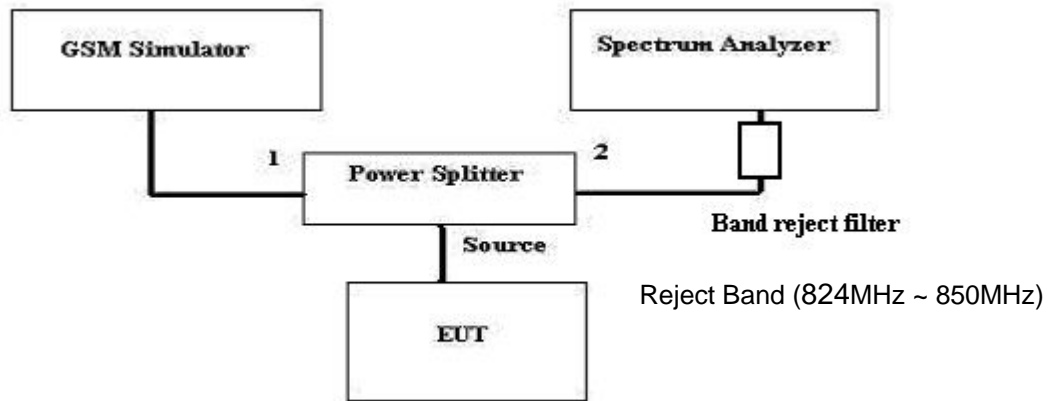 GSM Simulator
Spectrum Analyzer
1
2
Power Splitter
Band reject filter
Source
Reject Band (824MHz ~ 850MHz)
EUT